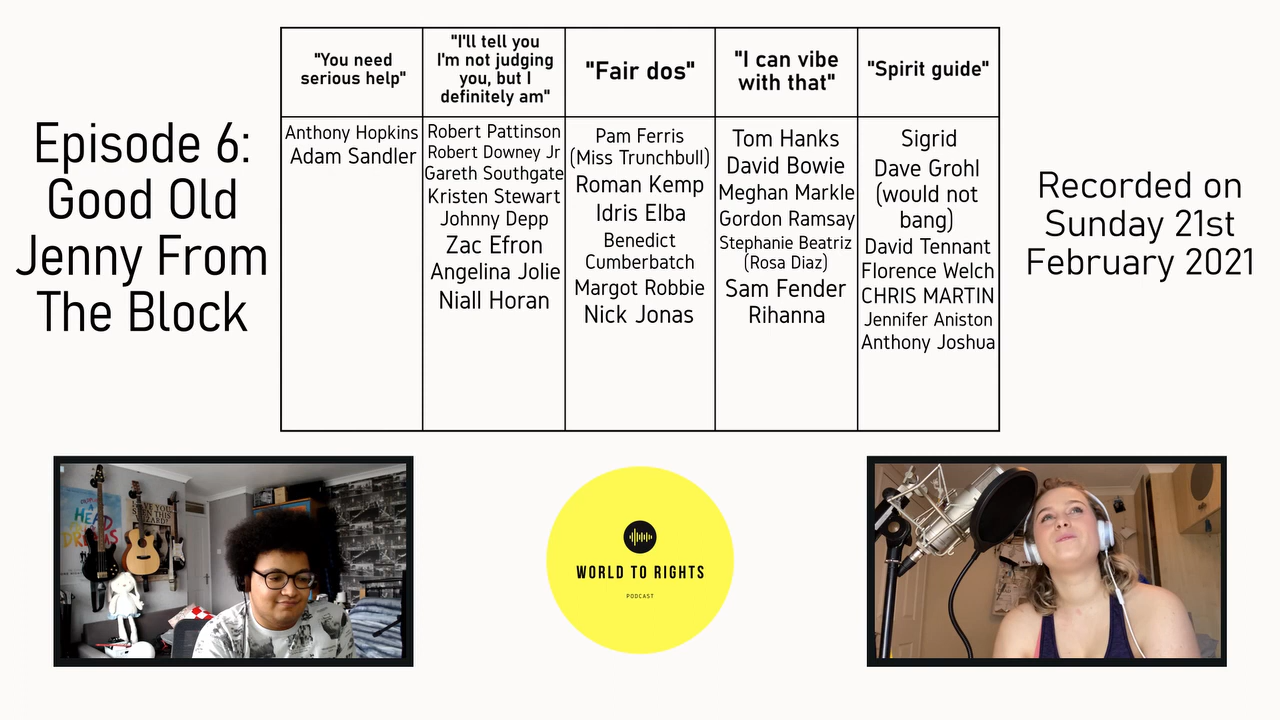 Episode 6:
Good Old
Jenny From
The Block
"You need
serious help"
"I'll tell you
I'm not judging
you, but I
definitely am"
"Fair dos"
"I can vibe
with that"
"Spirit guide"
Anthony Hopkins
Adam Sandler
Robert Pattinson
Robert Downey Jr
Gareth Southgate
Kristen Stewart
Johnny Depp
Zac Efron
Angelina Jolie
Niall Horan
Pam Ferris
(Miss Trunchbull)
Roman Kemp
Idris Elba
Benedict
Cumberbatch
Margot Robbie
Nick Jonas
Tom Hanks
David Bowie
Meghan Markle
Gordon Ramsay
Stephanie Beatriz
(Rosa Diaz)
Sam Fender
Rihanna
Sigrid
Dave Grohl
(would not
bang)
David Tennant
Florence Welch
CHRIS MARTIN
Jennifer Aniston
Anthony Joshua
Recorded on
Sunday 21st
February 2021
A
HEAD
WORLD TO RIGHTS
PODCAST